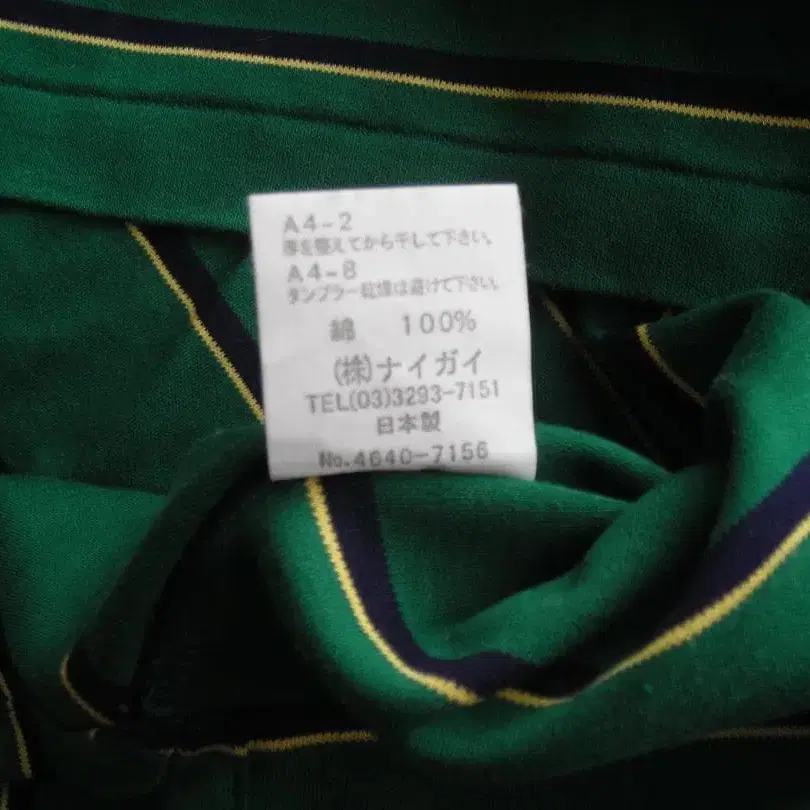 A4-2
形を整えてから干して下さい。
A4-8
タンブラー乾燥は避けて下さい。
綿 100%
(株)ナイガイ
TEL(03)3293-7151
日本製
No.4640-7156